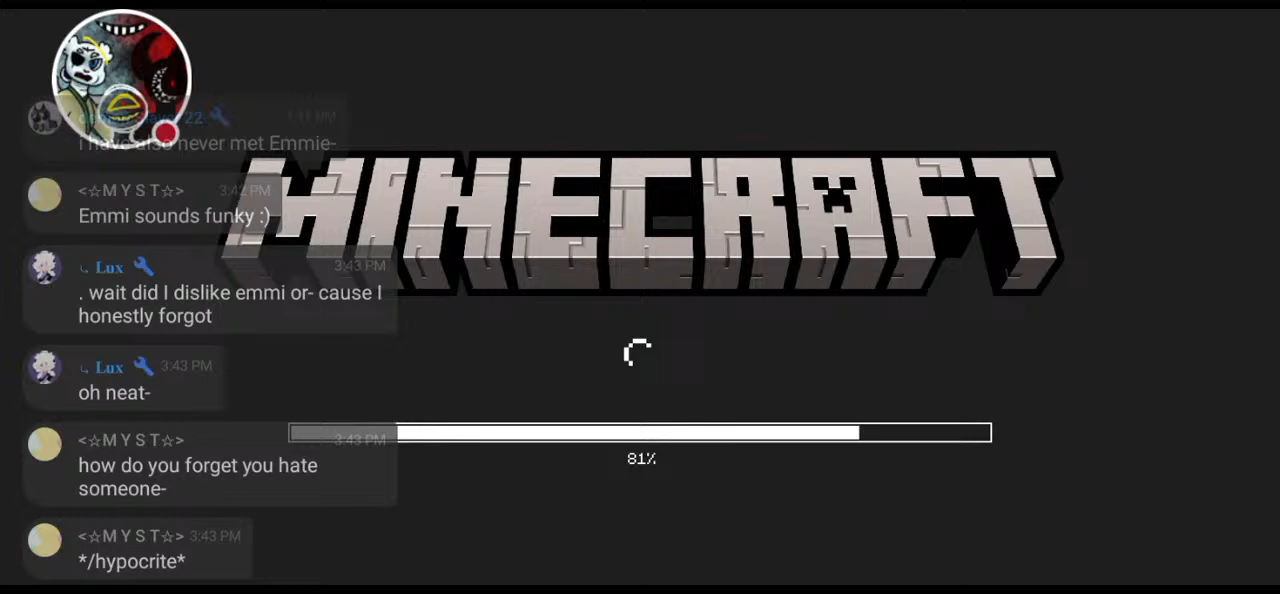 I have also never met Emmie-
<☆M Y S T☆> 3:42 PM
Emmi sounds funky :)
MINECRAFT
Lux 3:43 PM
. wait did I dislike emmi or- cause I
honestly forgot
Lux 3:43 PM
oh neat-
<☆M Y S T☆> 3:43 PM
how do you forget you hate
someone-
81%
<☆M Y S T☆> 3:43 PM
*/hypocrite*